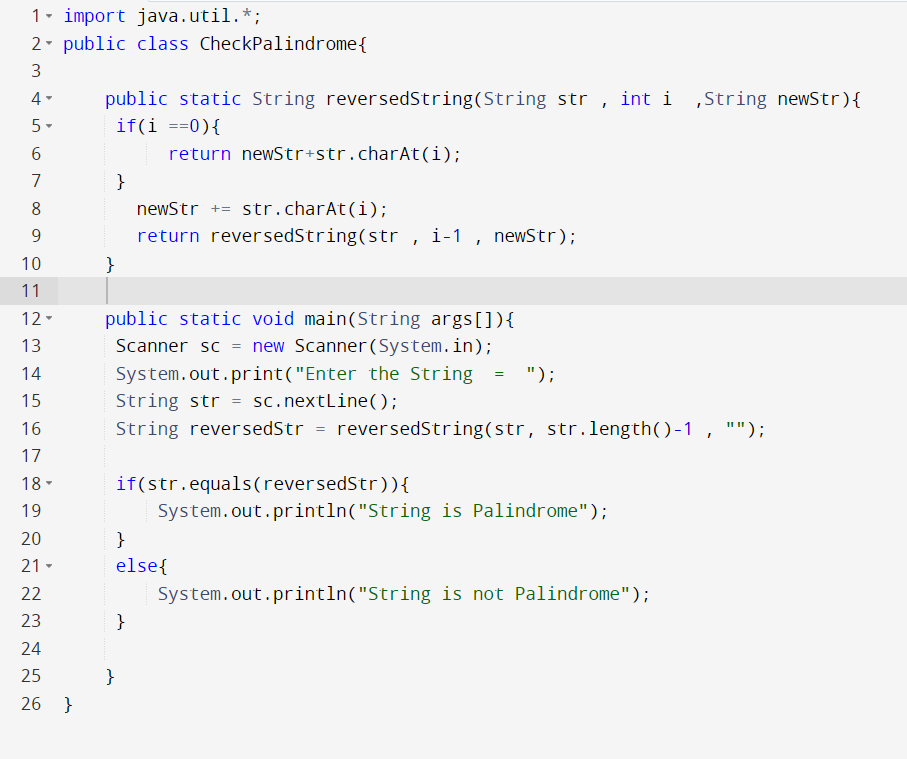 1 import java.util.*;
2 public class CheckPalindrome{
3
4 public static String reversedString(String str , int i  ,String newStr){
5 if(i ==0){
6 return newStr+str.charAt(i);
7 }
8 newStr += str.charAt(i);
9 return reversedString(str , i-1 , newStr);
10 }
11
12 public static void main(String args[]){
13 Scanner sc = new Scanner(System.in);
14 System.out.print("Enter the String  =  ");
15 String str = sc.nextLine();
16 String reversedStr = reversedString(str, str.length()-1 , "");
17
18 if(str.equals(reversedStr)){
19 System.out.println("String is Palindrome");
20 }
21 else{
22 System.out.println("String is not Palindrome");
23 }
24
25 }
26 }